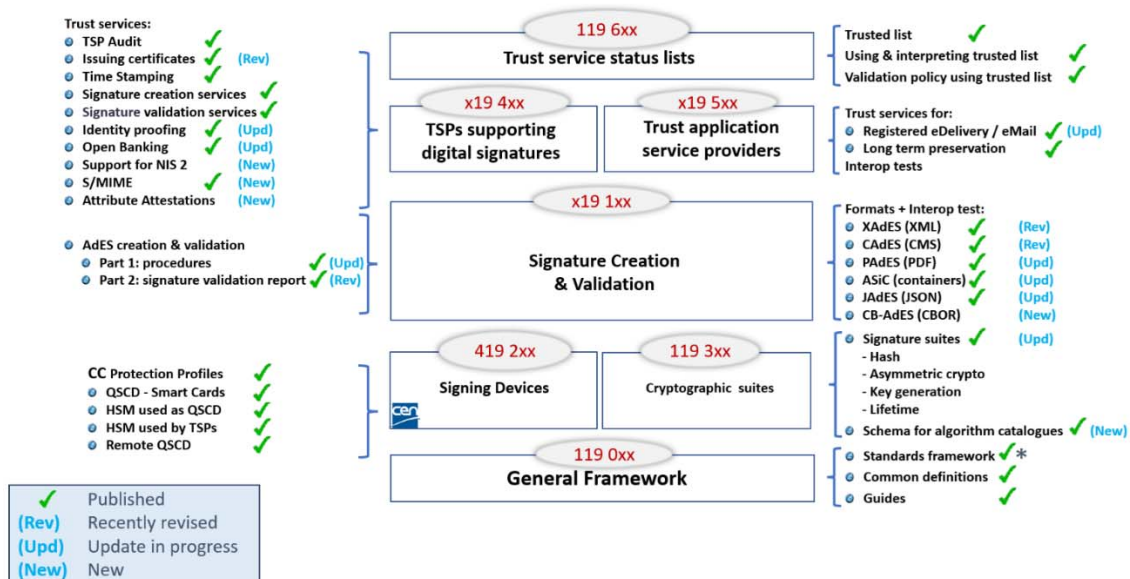 Trust services:
TSP Audit ✓
Issuing certificates ✓ (Rev)
Time Stamping ✓
Signature creation services ✓
Signature validation services ✓
Identity proofing ✓ (Upd)
Open Banking ✓ (Upd)
Support for NIS 2 (New)
S/MIME ✓ (New)
Attribute Attestations (New)
AdES creation & validation
Part 1: procedures ✓ (Upd)
Part 2: signature validation report ✓ (Rev)
CC Protection Profiles ✓
QSCD - Smart Cards ✓
HSM used as QSCD ✓
HSM used by TSPs ✓
Remote QSCD ✓
119 6xx
Trust service status lists
x19 4xx
TSPs supporting
digital signatures
x19 5xx
Trust application
service providers
x19 1xx
Signature Creation
& Validation
419 2xx
Signing Devices
cen
119 3xx
Cryptographic suites
119 0xx
General Framework
Trusted list ✓
Using & interpreting trusted list ✓
Validation policy using trusted list ✓
Trust services for:
Registered eDelivery / eMail ✓ (Upd)
Long term preservation ✓
Interop tests
Formats + Interop test:
XAdES (XML) ✓ (Rev)
CAdES (CMS) ✓ (Rev)
PAdES (PDF) ✓ (Upd)
ASiC (containers) ✓ (Upd)
JAdES (JSON) ✓ (Upd)
CB-AdES (CBOR) (New)
Signature suites ✓ (Upd)
- Hash
- Asymmetric crypto
- Key generation
- Lifetime
Schema for algorithm catalogues ✓ (New)
Standards framework ✓*
Common definitions ✓
Guides ✓
✓ Published
(Rev) Recently revised
(Upd) Update in progress
(New) New